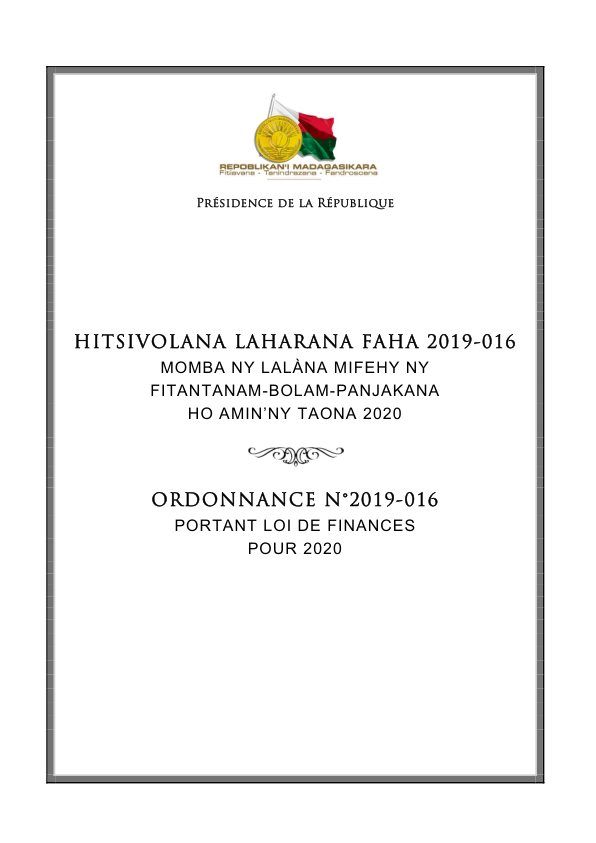 REPOBLIKAN'I MADAGASIKARA
Fitiavana - Tanindrazana - Fandrosoana
PRÉSIDENCE DE LA RÉPUBLIQUE
HITSIVOLANA LAHARANA FAHA 2019-016
MOMBA NY LALÀNA MIFEHY NY
FITANTANAM-BOLAM-PANJAKANA
HO AMIN'NY TAONA 2020
ORDONNANCE N°2019-016
PORTANT LOI DE FINANCES
POUR 2020